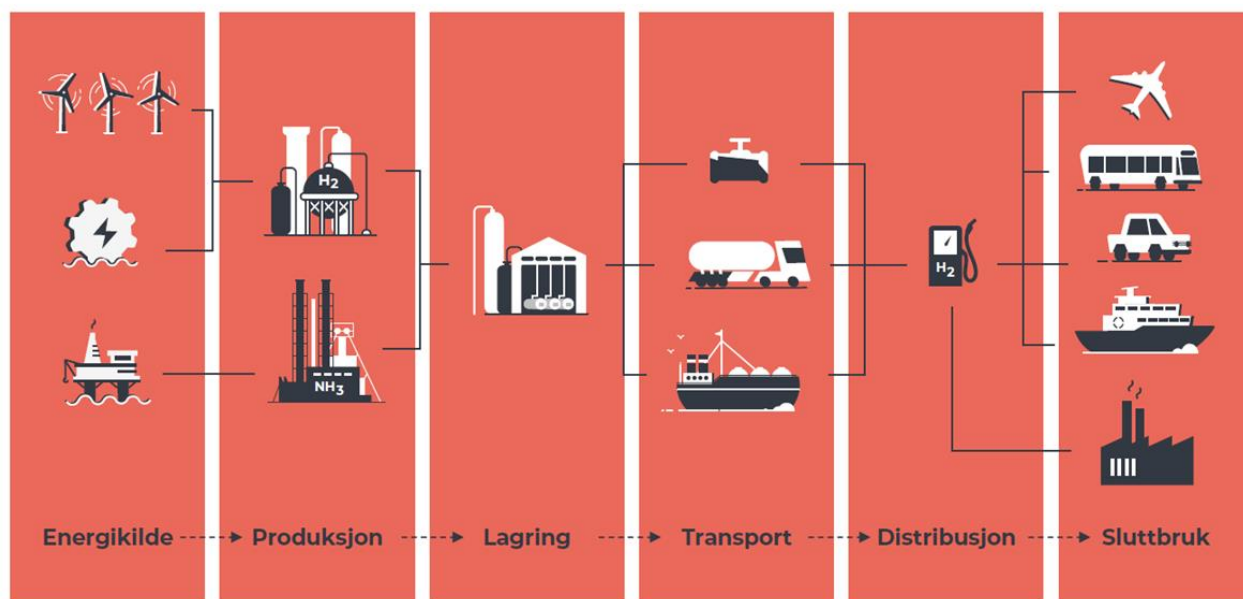 H2
NH3
H2
Energikilde
Produksjon
Lagring
Transport
Distribusjon
Sluttbruk